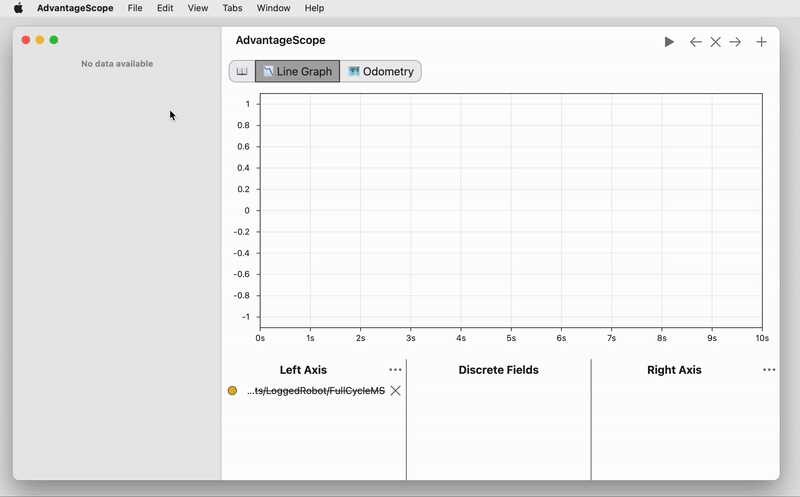 AdvantageScope File Edit View Tabs Window Help
No data available
AdvantageScope
Line Graph Odometry
1
0.8
0.6
0.4
0.2
0
-0.2
-0.4
-0.6
-0.8
-1
0s 1s 2s 3s 4s 5s 6s 7s 8s 9s 10s
Left Axis Discrete Fields Right Axis
...ts/LoggedRobot/FullCycleMS